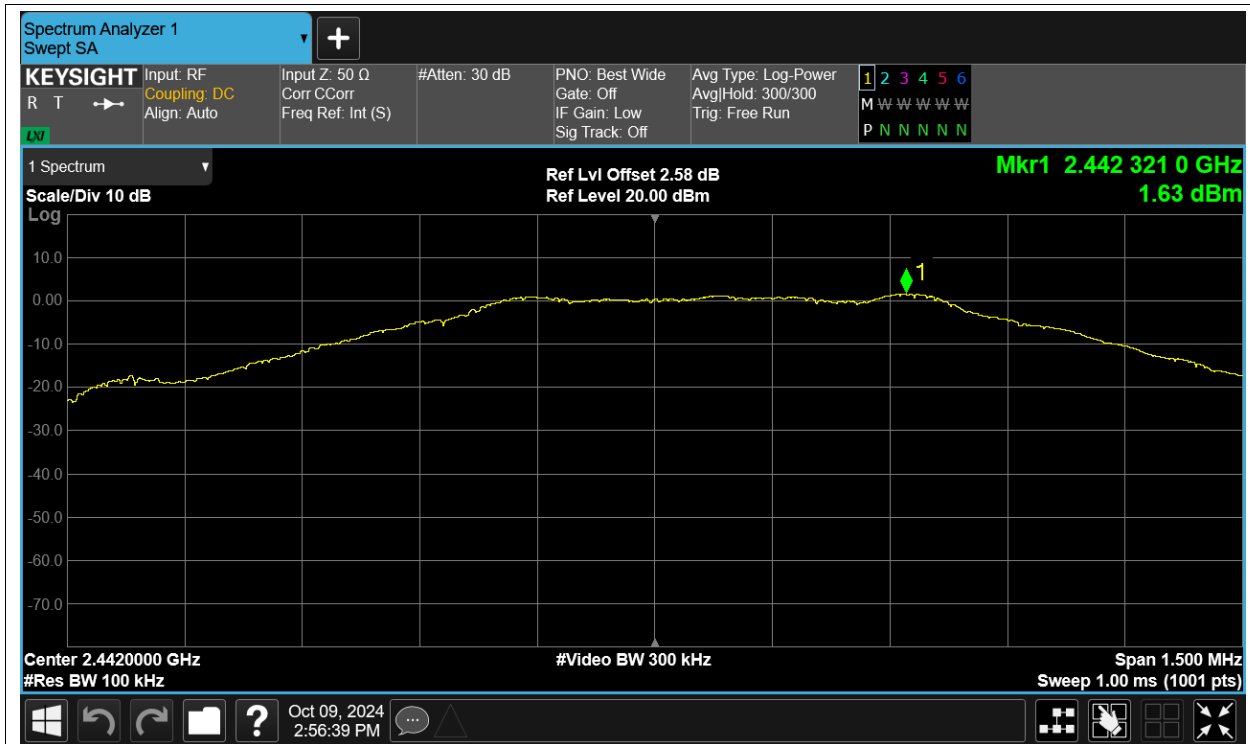 Spectrum Analyzer 1
Swept SA
KEYSIGHT
R T
LXI
Input: RF
Coupling: DC
Align: Auto
Input Z: 50 Ω
Corr CCorr
Freq Ref: Int (S)
#Atten: 30 dB
PNO: Best Wide
Gate: Off
IF Gain: Low
Sig Track: Off
Avg Type: Log-Power
Avg|Hold: 300/300
Trig: Free Run
1 2 3 4 5 6
M W W W W W
P N N N N N
1 Spectrum
Scale/Div 10 dB
Log
Ref Lvl Offset 2.58 dB
Ref Level 20.00 dBm
Mkr1 2.442 321 0 GHz
1.63 dBm
1
10.0
0.00
-10.0
-20.0
-30.0
-40.0
-50.0
-60.0
-70.0
Center 2.4420000 GHz
#Res BW 100 kHz
#Video BW 300 kHz
Span 1.500 MHz
Sweep 1.00 ms (1001 pts)
?
Oct 09, 2024
2:56:39 PM